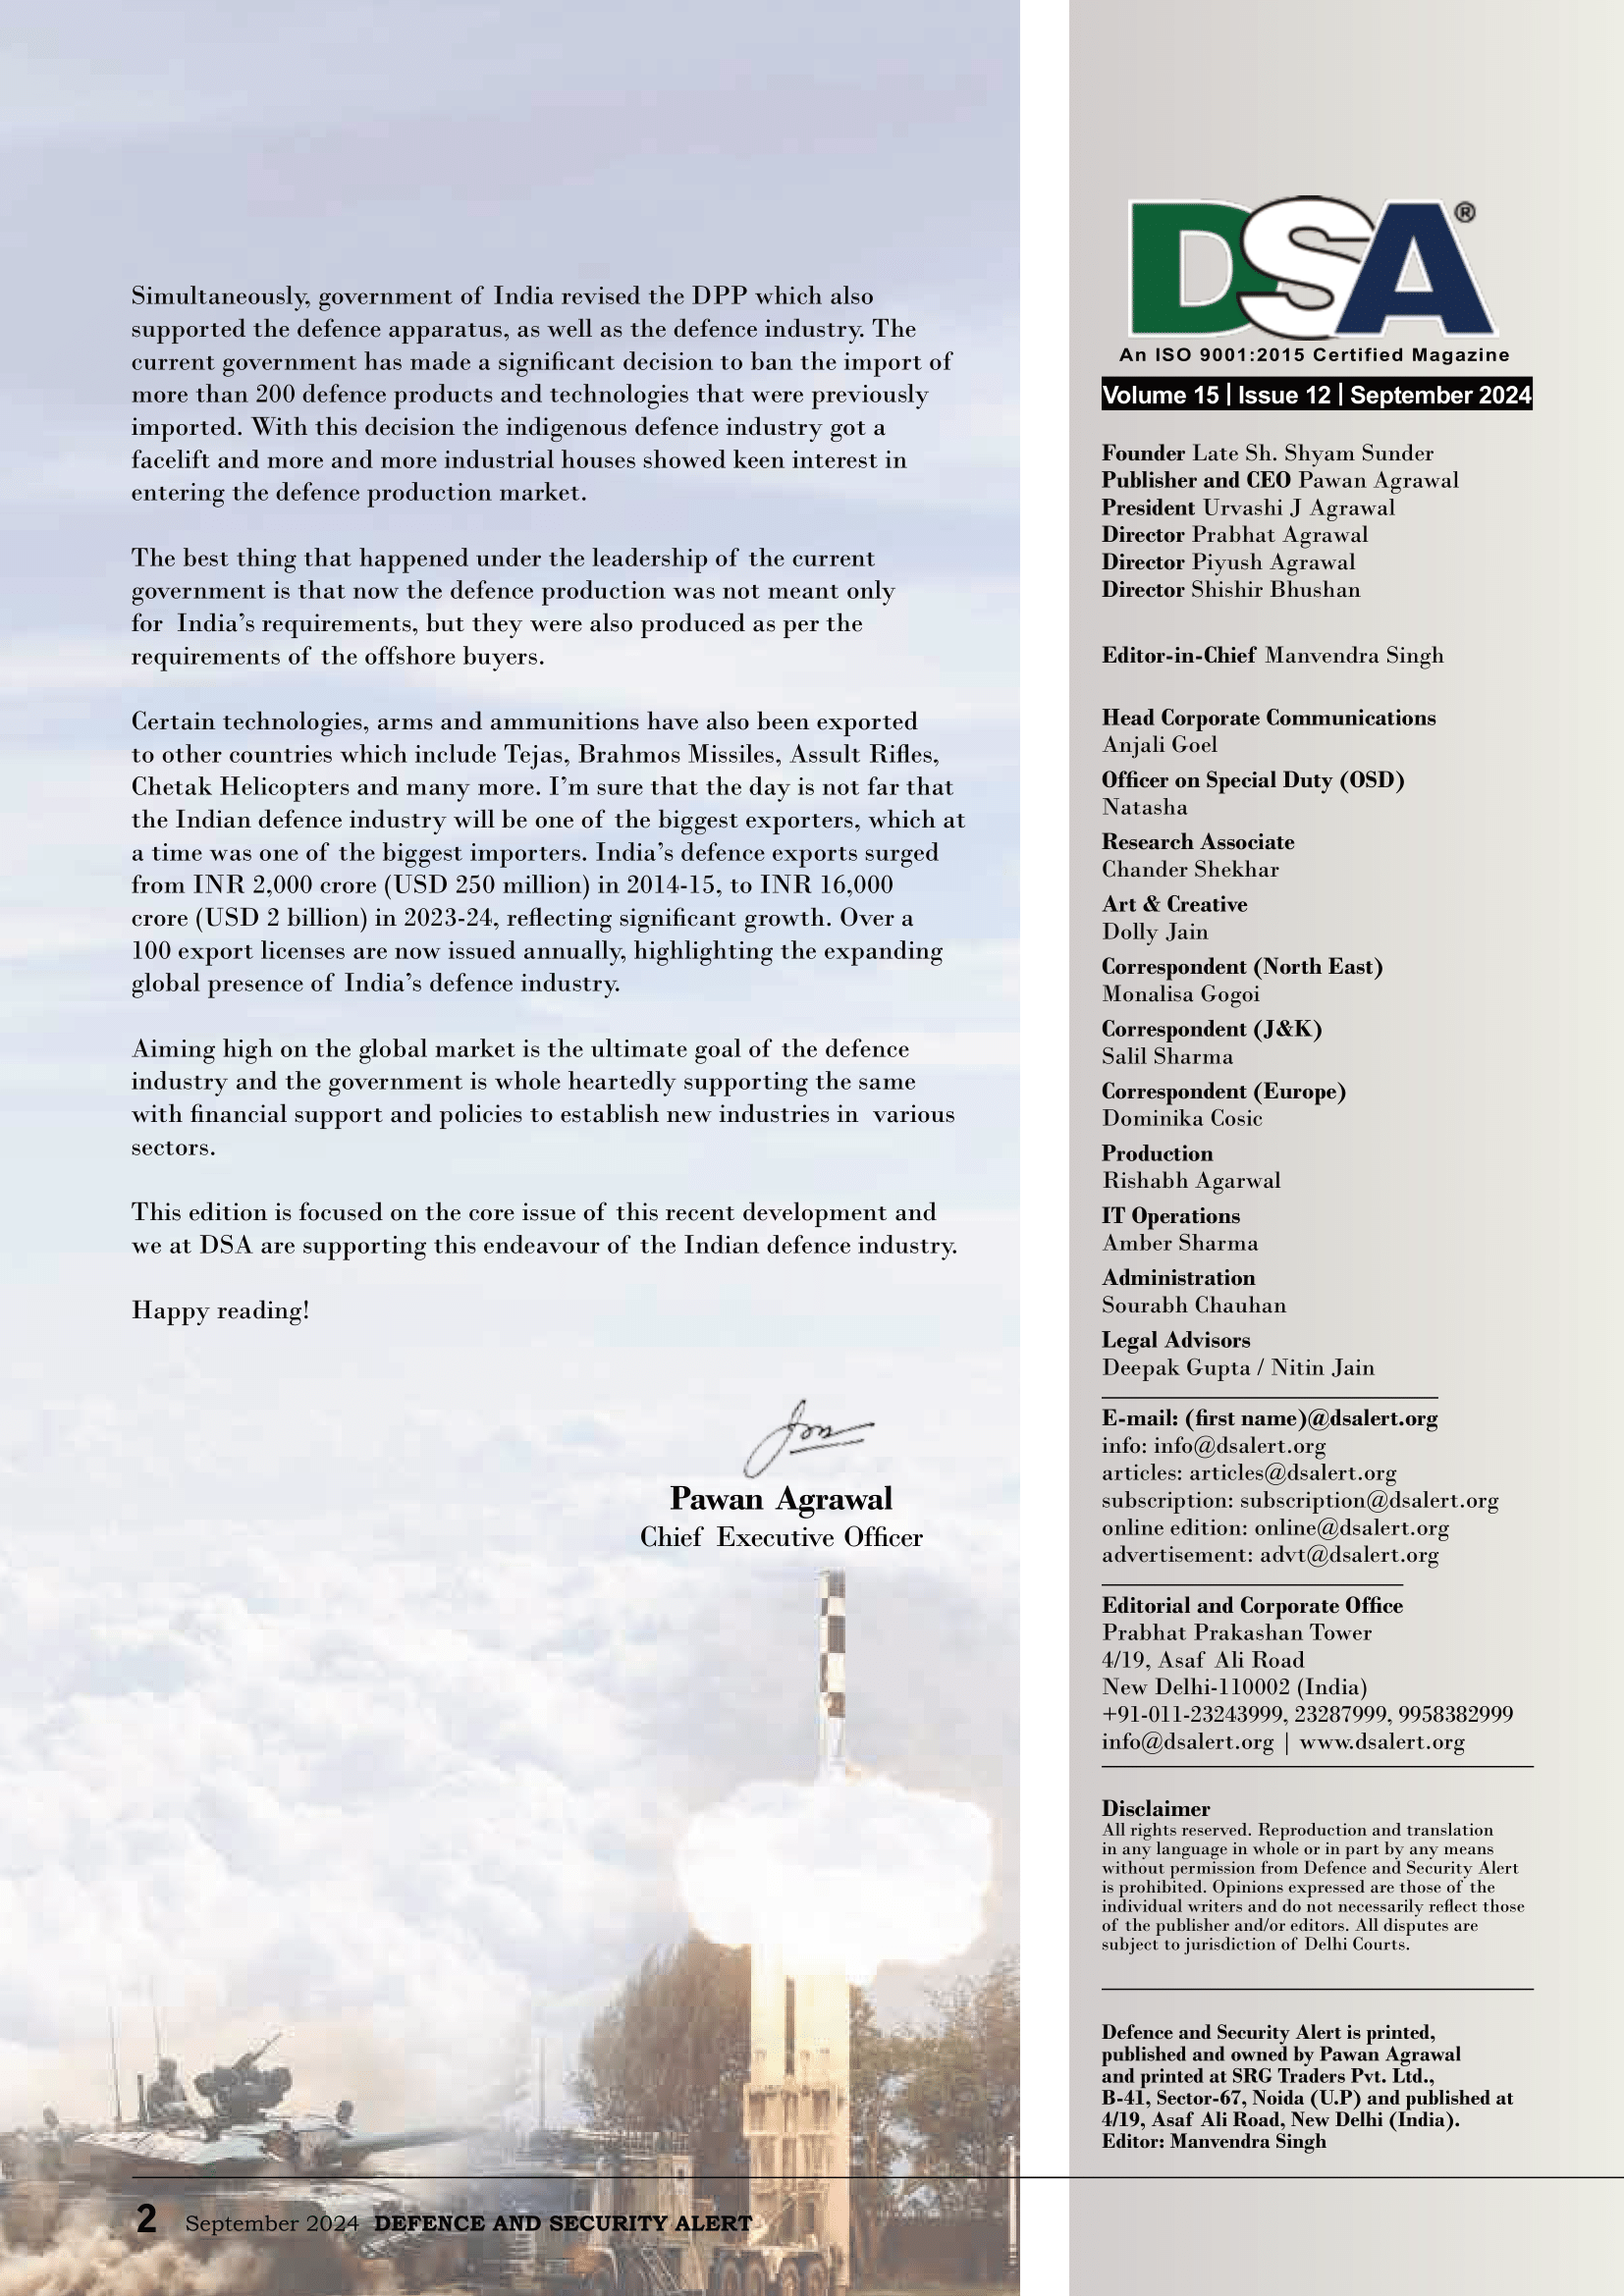 Simultaneously, government of India revised the DPP which also
supported the defence apparatus, as well as the defence industry. The
current government has made a significant decision to ban the import of
more than 200 defence products and technologies that were previously
imported. With this decision the indigenous defence industry got a
facelift and more and more industrial houses showed keen interest in
entering the defence production market.
The best thing that happened under the leadership of the current
government is that now the defence production was not meant only
for India's requirements, but they were also produced as per the
requirements of the offshore buyers.
Certain technologies, arms and ammunitions have also been exported
to other countries which include Tejas, Brahmos Missiles, Assult Rifles,
Chetak Helicopters and many more. I'm sure that the day is not far that
the Indian defence industry will be one of the biggest exporters, which at
a time was one of the biggest importers. India's defence exports surged
from INR 2,000 crore (USD 250 million) in 2014-15, to INR 16,000
crore (USD 2 billion) in 2023-24, reflecting significant growth. Over a
100 export licenses are now issued annually, highlighting the expanding
global presence of India's defence industry.
Aiming high on the global market is the ultimate goal of the defence
industry and the government is whole heartedly supporting the same
with financial support and policies to establish new industries in various
sectors.
This edition is focused on the core issue of this recent development and
we at DSA are supporting this endeavour of the Indian defence industry.
Happy reading!
Pawan Agrawal
Chief Executive Officer
DSA®
An ISO 9001:2015 Certified Magazine
Volume 15 | Issue 12 | September 2024
Founder Late Sh. Shyam Sunder
Publisher and CEO Pawan Agrawal
President Urvashi J Agrawal
Director Prabhat Agrawal
Director Piyush Agrawal
Director Shishir Bhushan
Editor-in-Chief Manvendra Singh
Head Corporate Communications
Anjali Goel
Officer on Special Duty (OSD)
Natasha
Research Associate
Chander Shekhar
Art & Creative
Dolly Jain
Correspondent (North East)
Monalisa Gogoi
Correspondent (J&K)
Salil Sharma
Correspondent (Europe)
Dominika Cosic
Production
Rishabh Agarwal
IT Operations
Amber Sharma
Administration
Sourabh Chauhan
Legal Advisors
Deepak Gupta / Nitin Jain
E-mail: (first name)@dsalert.org
info: info@dsalert.org
articles: articles@dsalert.org
subscription: subscription@dsalert.org
online edition: online@dsalert.org
advertisement: advt@dsalert.org
Editorial and Corporate Office
Prabhat Prakashan Tower
4/19, Asaf Ali Road
New Delhi-110002 (India)
+91-011-23243999, 23287999, 9958382999
info@dsalert.org | www.dsalert.org
Disclaimer
All rights reserved. Reproduction and translation
in any language in whole or in part by any means
without permission from Defence and Security Alert
is prohibited. Opinions expressed are those of the
individual writers and do not necessarily reflect those
of the publisher and/or editors. All disputes are
subject to jurisdiction of Delhi Courts.
Defence and Security Alert is printed,
published and owned by Pawan Agrawal
and printed at SRG Traders Pvt. Ltd.,
B-41, Sector-67, Noida (U.P) and published at
4/19, Asaf Ali Road, New Delhi (India).
Editor: Manvendra Singh
2 September 2024 DEFENCE AND SECURITY ALERT